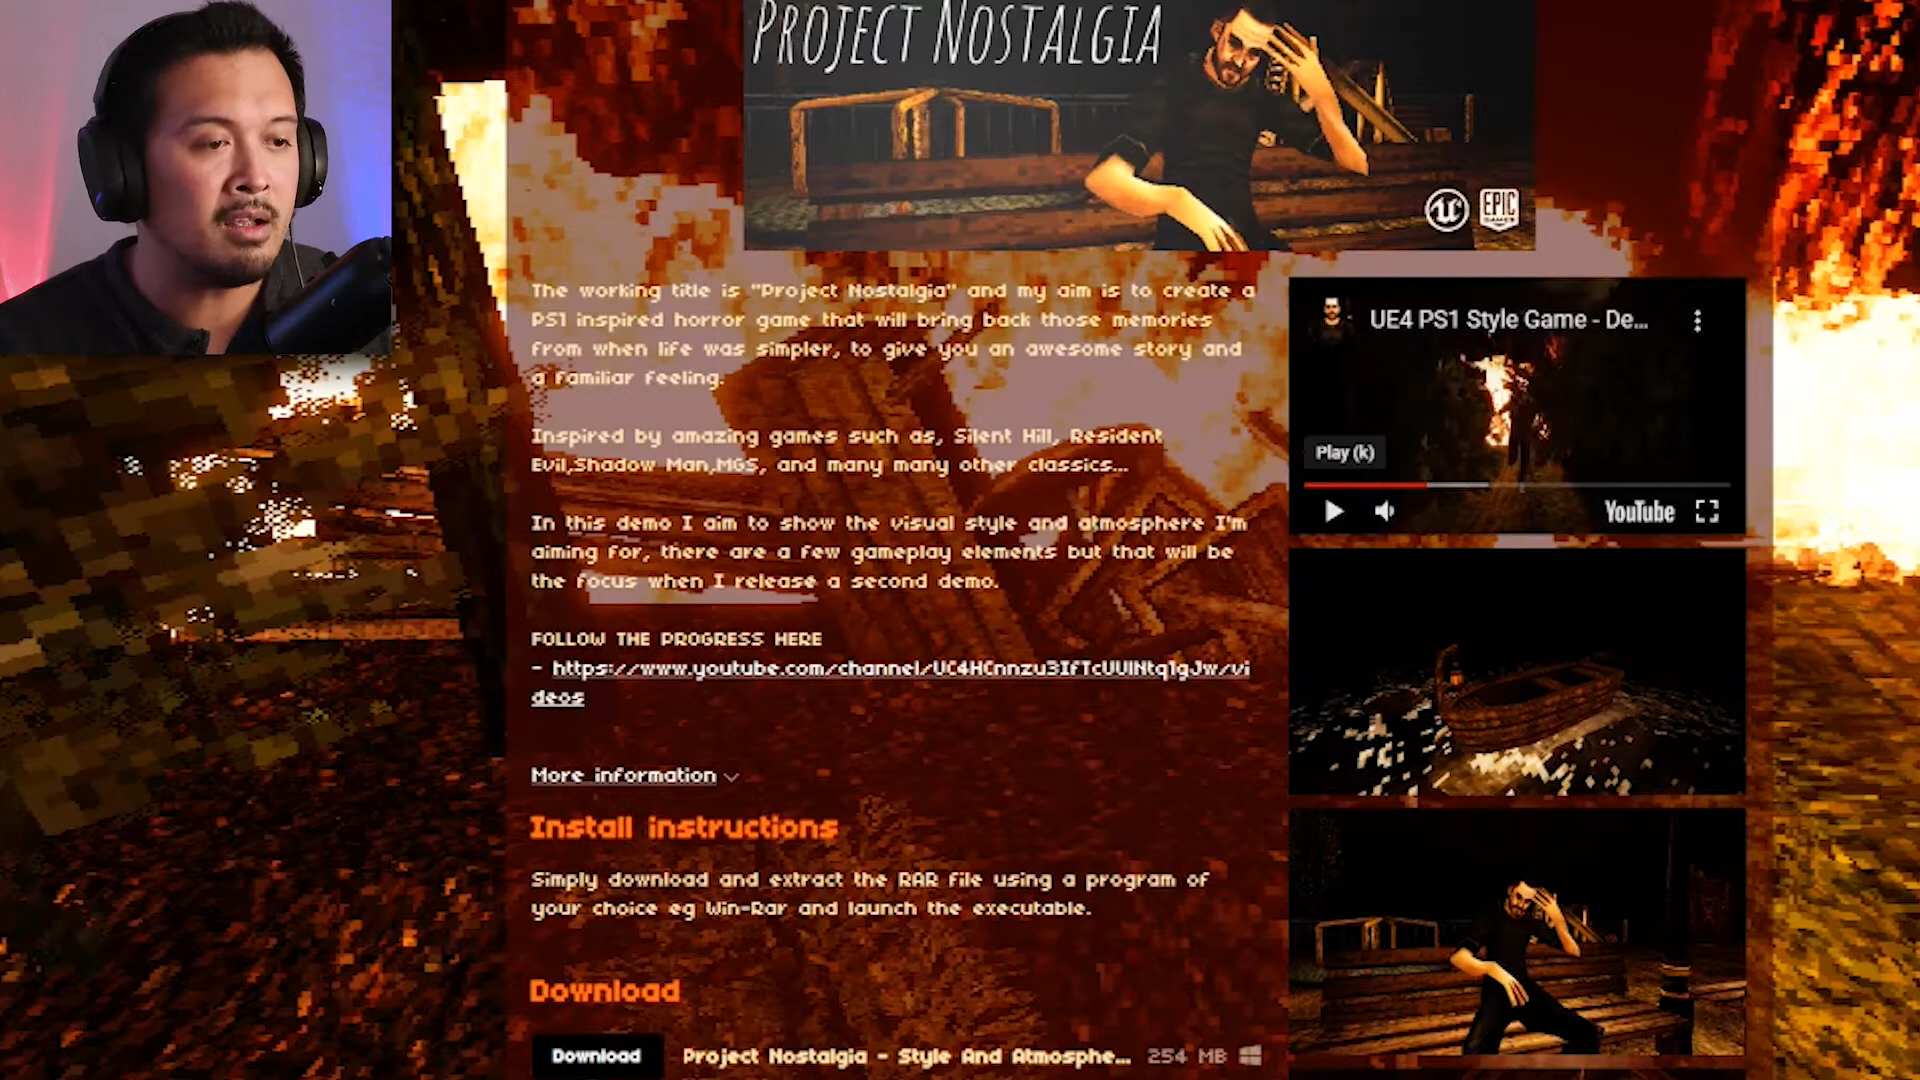 PROJECT NOSTALGIA
EPIC
GAMES
The working title is "Project Nostalgia" and my aim is to create a
PS1 inspired horror game that will bring back those memories
from when life was simpler, to give you an awesome story and
a familiar feeling.
Inspired by amazing games such as, Silent Hill, Resident
Evil,Shadow Man,MGS, and many many other classics...
In this demo I aim to show the visual style and atmosphere I'm
aiming for, there are a few gameplay elements but that will be
the focus when I release a second demo.
FOLLOW THE PROGRESS HERE
- https://www.youtube.com/channel/UC4HCnnzu3IfTcUUINtq1gJw/vi
deos
More information
Install instructions
Simply download and extract the RAR file using a program of
your choice eg Win-Rar and launch the executable.
Download
Download Project Nostalgia - Style And Atmosphe... 254 MB
UE4 PS1 Style Game - De...
Play (k)
YouTube